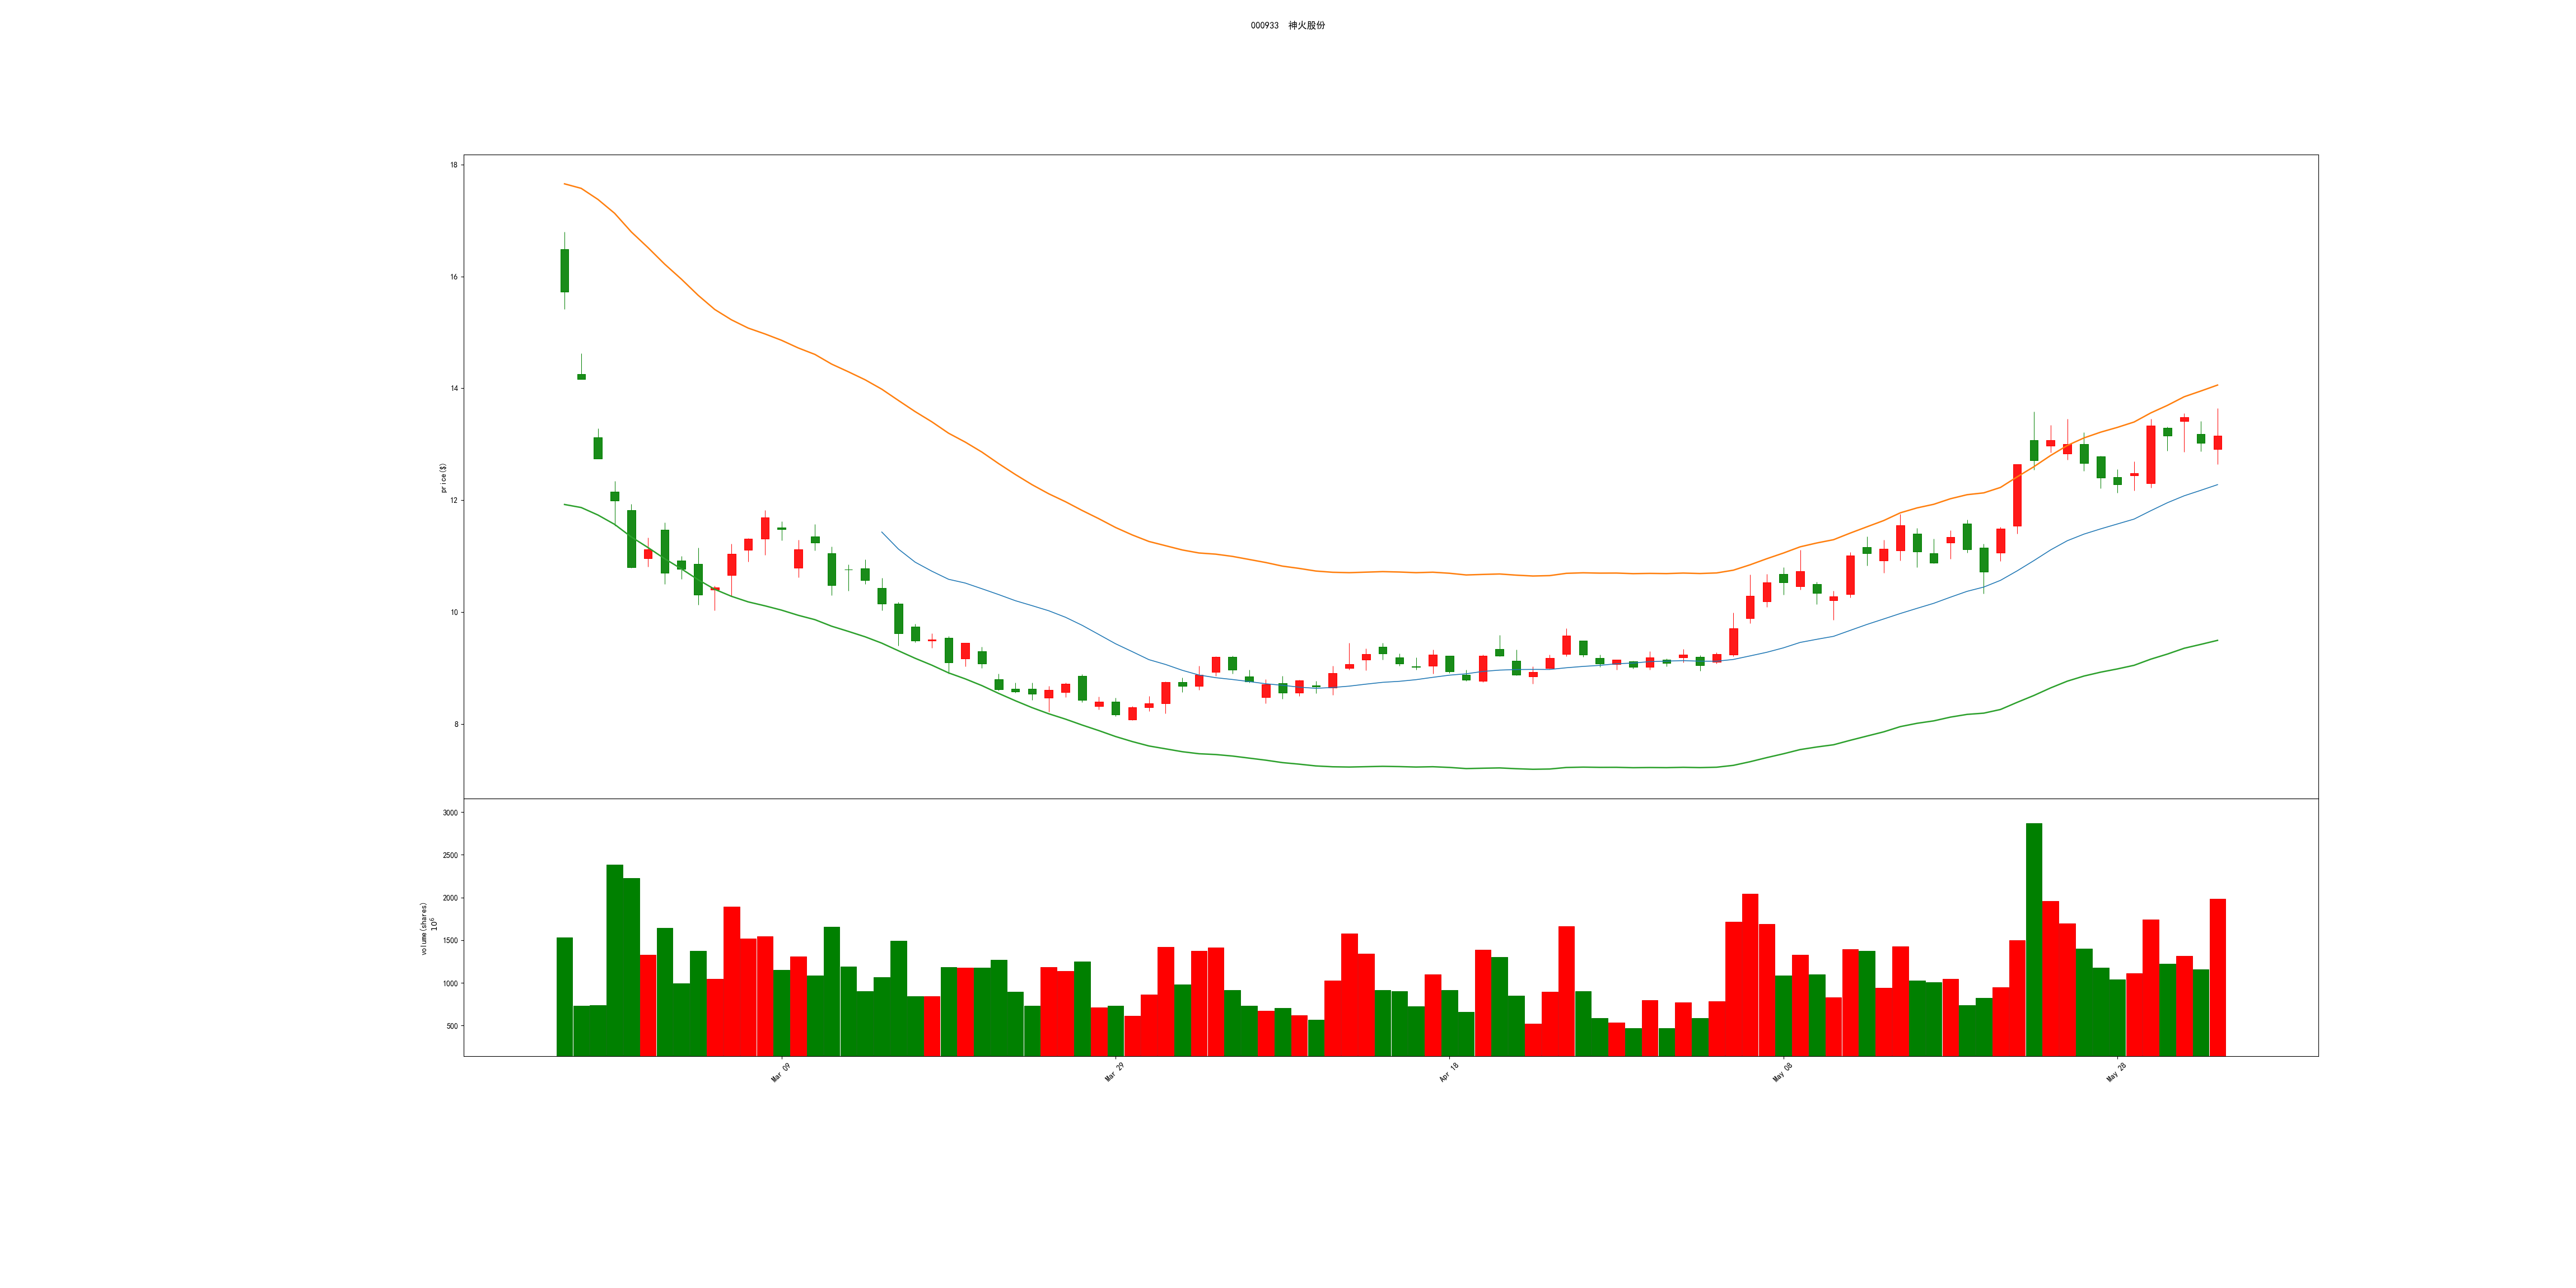 000933 神火股份
18
16
14
12
10
8
price($)
3000
2500
2000
1500
1000
500
volume(shares)
10⁶
Mar 09
Mar 29
Apr 18
May 08
May 28